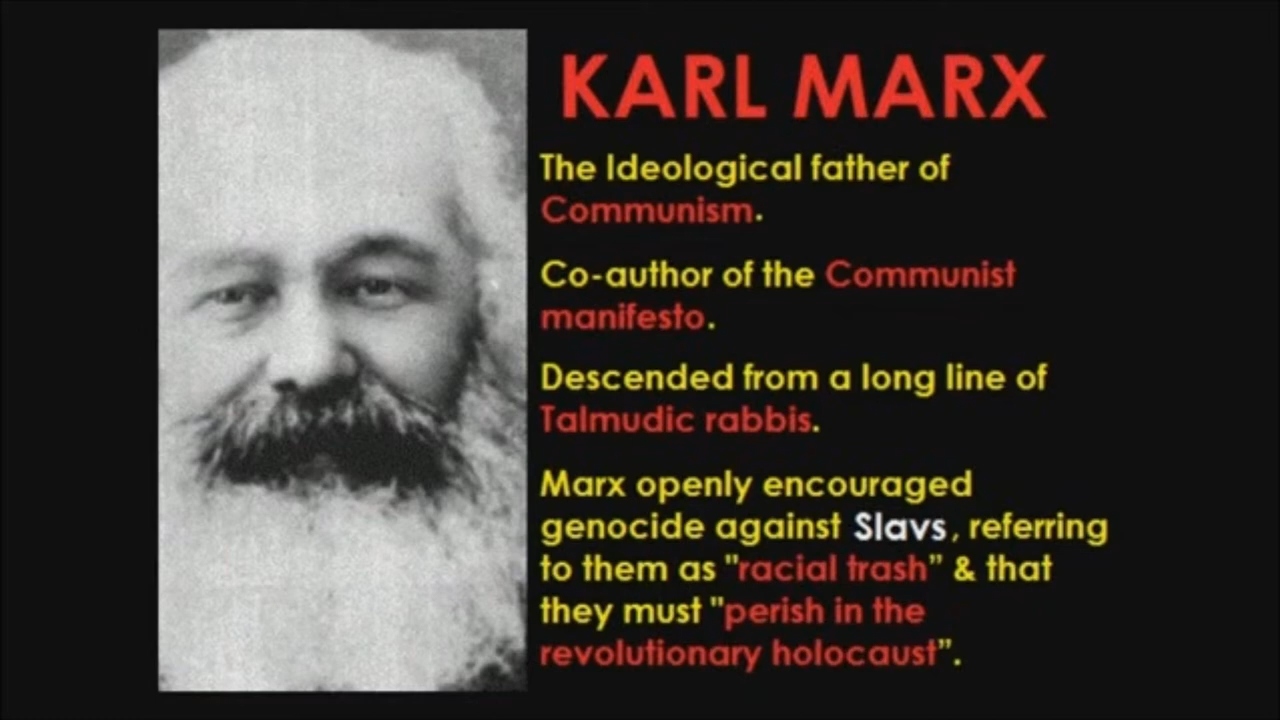 KARL MARX
The Ideological father of
Communism.
Co-author of the Communist
manifesto.
Descended from a long line of
Talmudic rabbis.
Marx openly encouraged
genocide against Slavs, referring
to them as "racial trash” & that
they must "perish in the
revolutionary holocaust”.